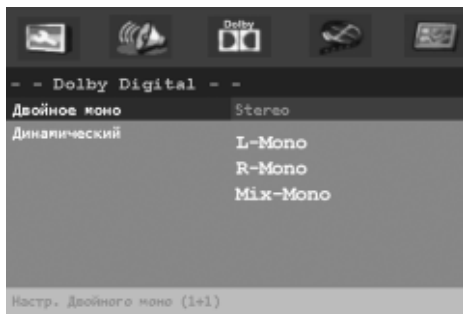 Dolby
- - Dolby Digital - -
Двойное моно Stereo
Динамический L-Mono
R-Mono
Mix-Mono
Настр. Двойного моно (1+1)